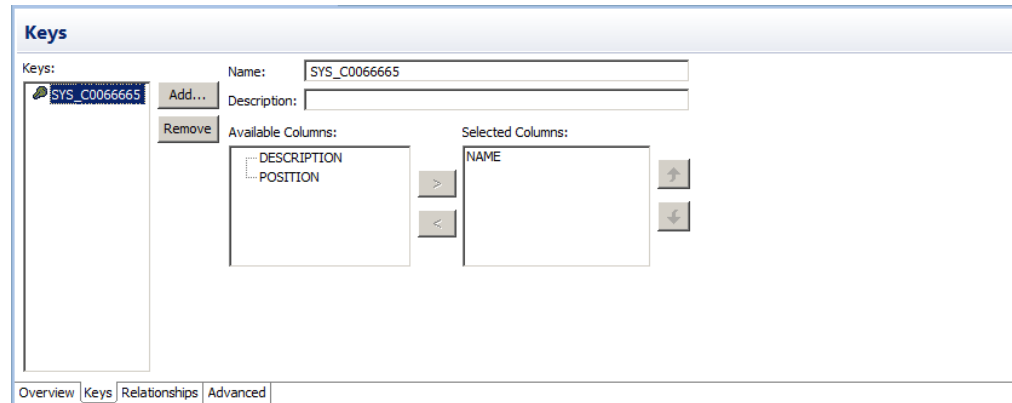 Keys
Keys:
SYS_C0066665
Add...
Remove
Name: SYS_C0066665
Description:
Available Columns:
DESCRIPTION
POSITION
>
<
Selected Columns:
NAME
Overview Keys Relationships Advanced